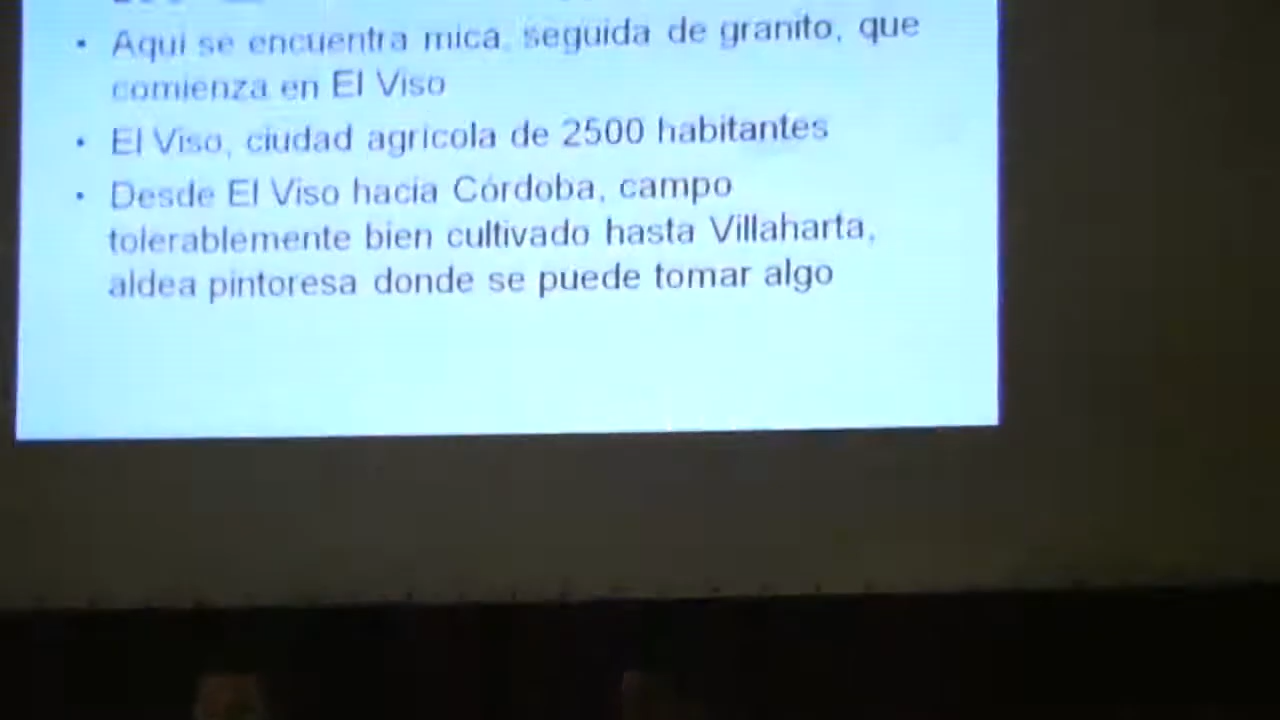 • Aqui se encuentra mica, seguida de granito, que
comienza en El Viso
• El Viso, ciudad agrícola de 2500 habitantes
• Desde El Viso hacia Córdoba, campo
tolerablemente bien cultivado hasta Villaharta,
aldea pintoresa donde se puede tomar algo